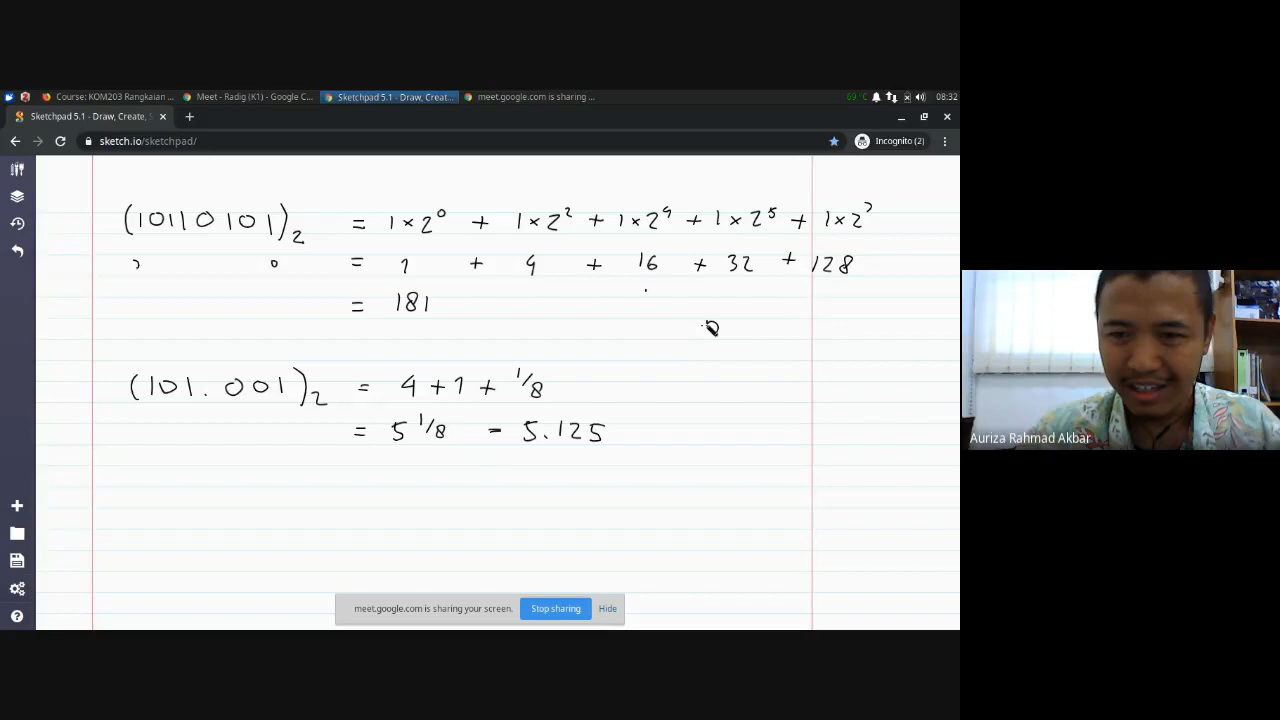 Course: KOM203 Rangkaian ...
Meet - Radig (K1) - Google C...
Sketchpad 5.1 - Draw, Creat...
meet.google.com is sharing ...
69 °C
08:32
Sketchpad 5.1 - Draw, Create, S
sketch.io/sketchpad/
Incognito (2)
(10110101)₂ = 1×2⁰ + 1×2² + 1×2⁴ + 1×2⁵ + 1×2⁷
7 0 = 1 + 4 + 16 + 32 + 128
= 181
(101.001)₂ = 4+1+ 1/8
= 5 1/8 = 5.125
Auriza Rahmad Akbar
meet.google.com is sharing your screen. Stop sharing Hide